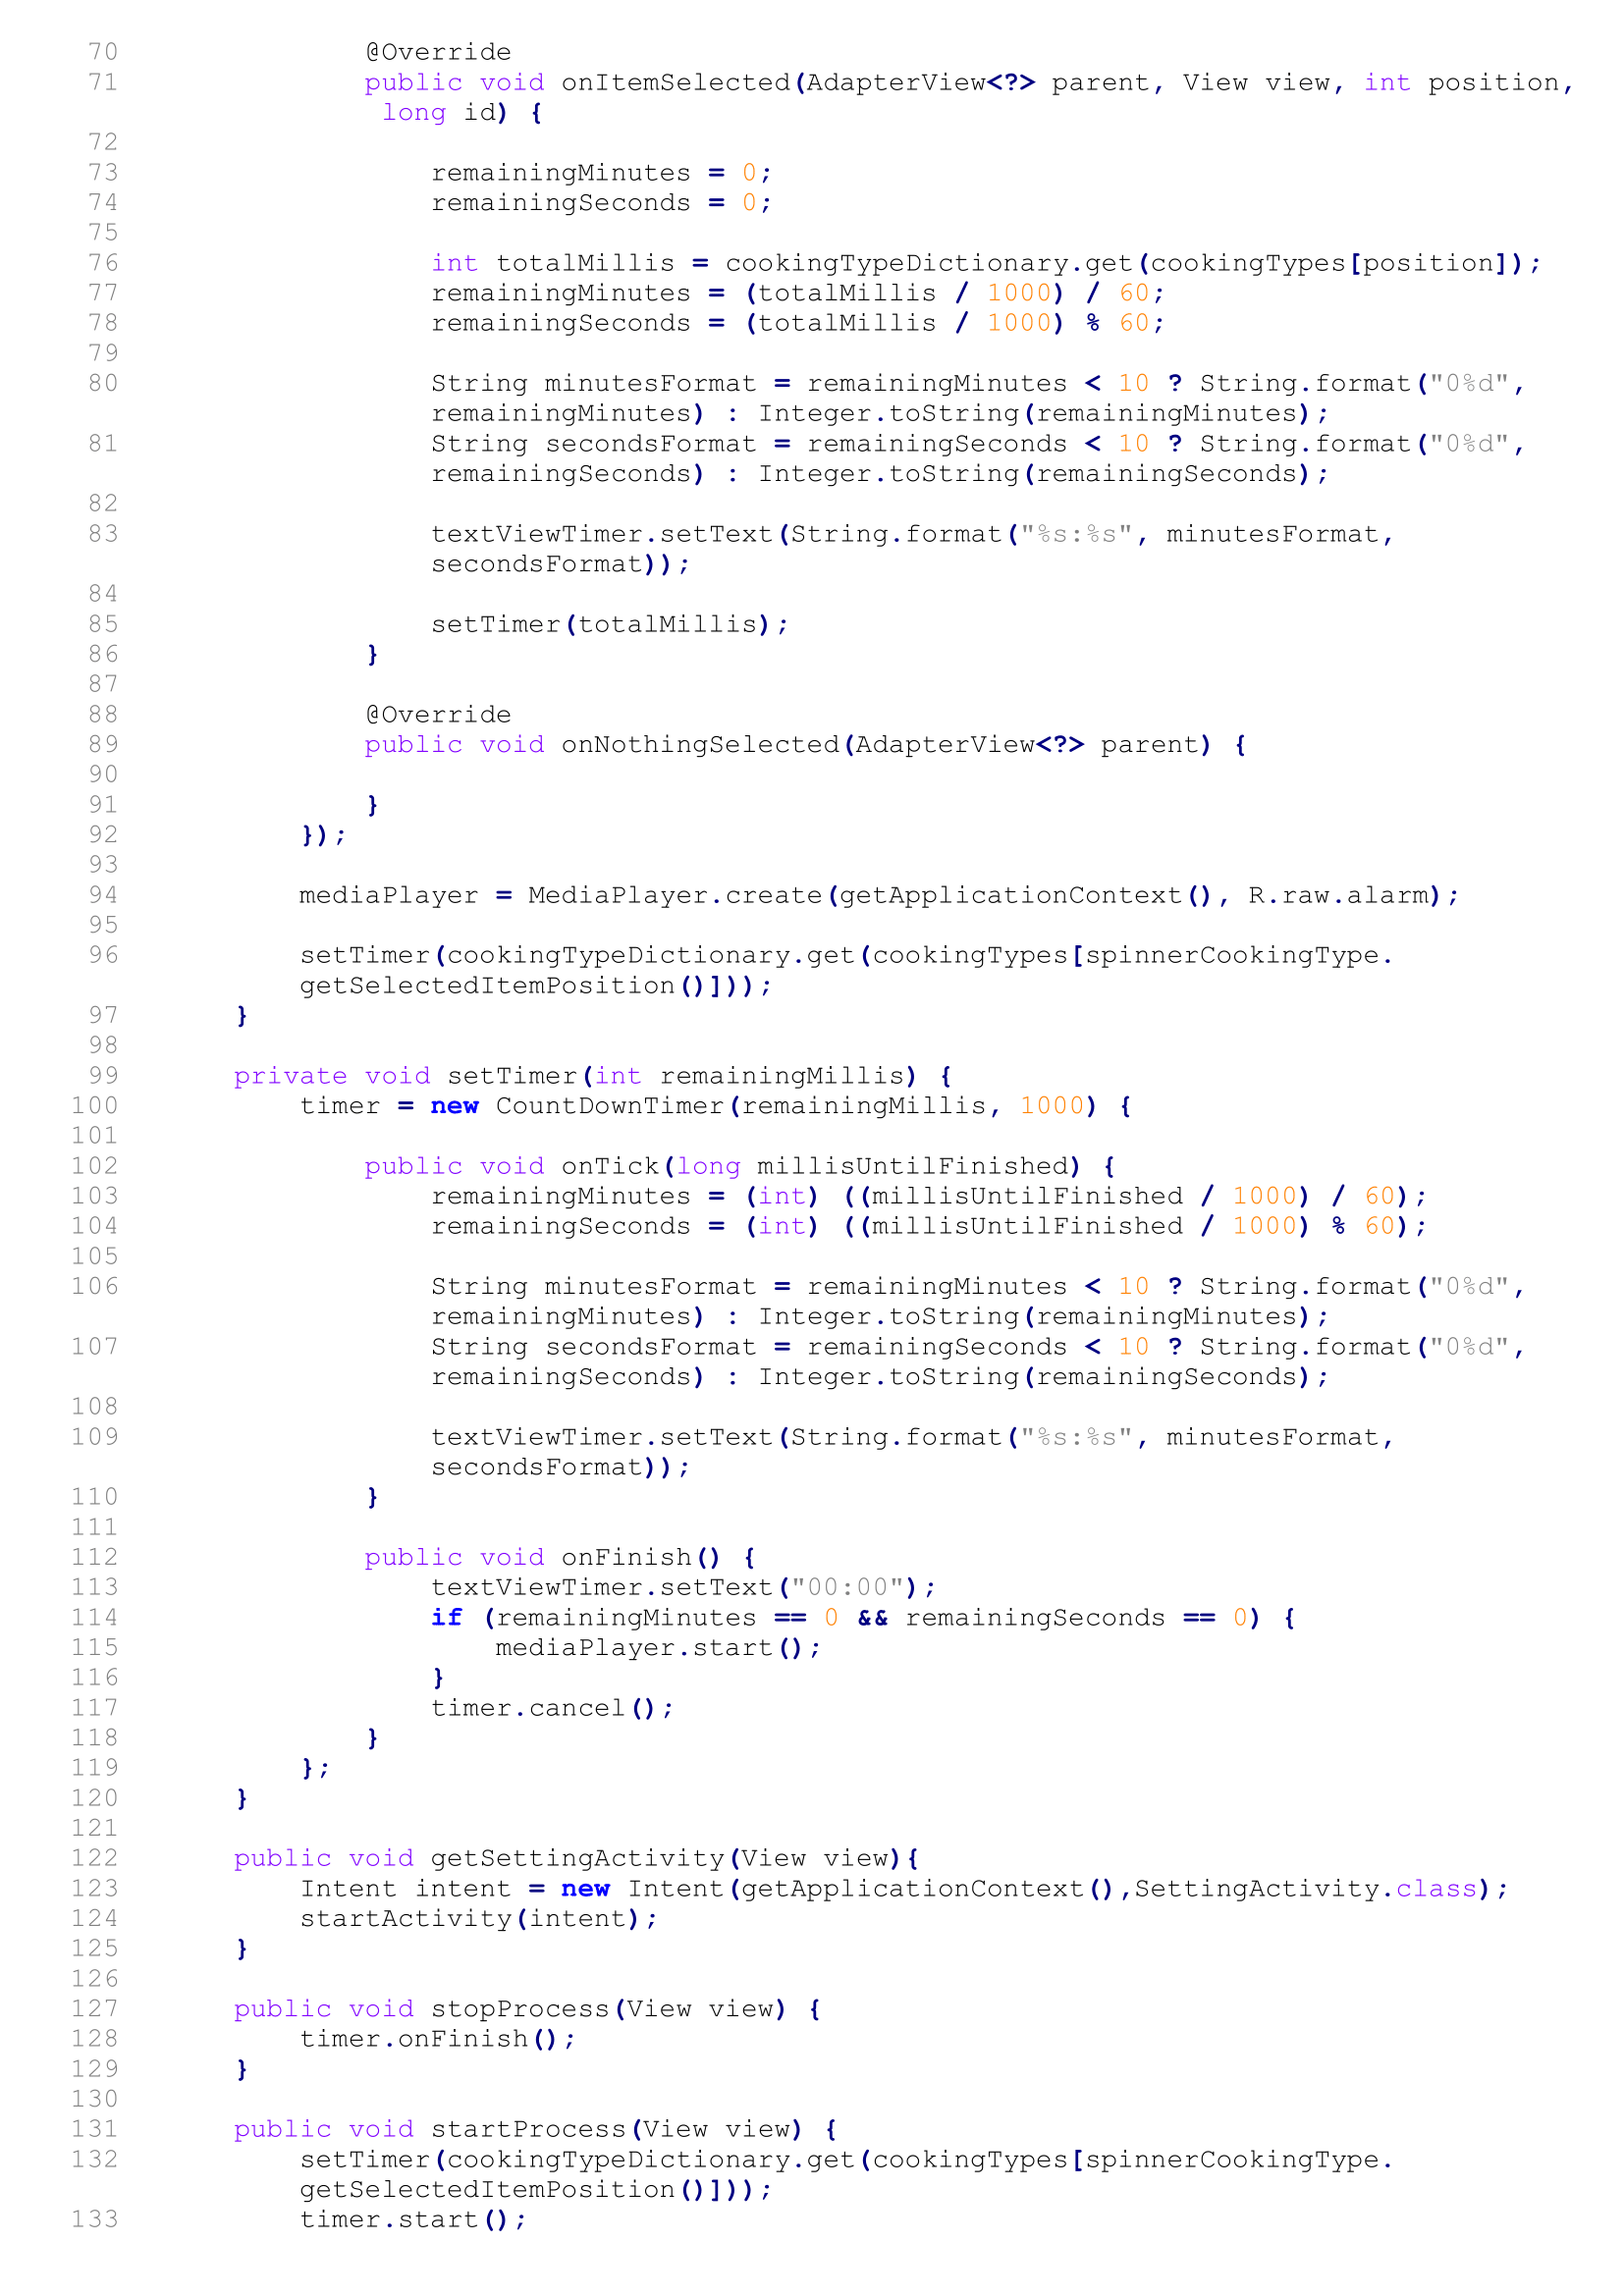 70 @Override
71 public void onItemSelected(AdapterView<?> parent, View view, int position,
long id) {
72
73 remainingMinutes = 0;
74 remainingSeconds = 0;
75
76 int totalMillis = cookingTypeDictionary.get(cookingTypes[position]);
77 remainingMinutes = (totalMillis / 1000) / 60;
78 remainingSeconds = (totalMillis / 1000) % 60;
79
80 String minutesFormat = remainingMinutes < 10 ? String.format("0%d",
remainingMinutes) : Integer.toString(remainingMinutes);
81 String secondsFormat = remainingSeconds < 10 ? String.format("0%d",
remainingSeconds) : Integer.toString(remainingSeconds);
82
83 textViewTimer.setText(String.format("%s:%s", minutesFormat,
secondsFormat));
84
85 setTimer(totalMillis);
86 }
87
88 @Override
89 public void onNothingSelected(AdapterView<?> parent) {
90
91 }
92 });
93
94 mediaPlayer = MediaPlayer.create(getApplicationContext(), R.raw.alarm);
95
96 setTimer(cookingTypeDictionary.get(cookingTypes[spinnerCookingType.
getSelectedItemPosition()]));
97 }
98
99 private void setTimer(int remainingMillis) {
100 timer = new CountDownTimer(remainingMillis, 1000) {
101
102 public void onTick(long millisUntilFinished) {
103 remainingMinutes = (int) ((millisUntilFinished / 1000) / 60);
104 remainingSeconds = (int) ((millisUntilFinished / 1000) % 60);
105
106 String minutesFormat = remainingMinutes < 10 ? String.format("0%d",
remainingMinutes) : Integer.toString(remainingMinutes);
107 String secondsFormat = remainingSeconds < 10 ? String.format("0%d",
remainingSeconds) : Integer.toString(remainingSeconds);
108
109 textViewTimer.setText(String.format("%s:%s", minutesFormat,
secondsFormat));
110 }
111
112 public void onFinish() {
113 textViewTimer.setText("00:00");
114 if (remainingMinutes == 0 && remainingSeconds == 0) {
115 mediaPlayer.start();
116 }
117 timer.cancel();
118 }
119 };
120 }
121
122 public void getSettingActivity(View view){
123 Intent intent = new Intent(getApplicationContext(),SettingActivity.class);
124 startActivity(intent);
125 }
126
127 public void stopProcess(View view) {
128 timer.onFinish();
129 }
130
131 public void startProcess(View view) {
132 setTimer(cookingTypeDictionary.get(cookingTypes[spinnerCookingType.
getSelectedItemPosition()]));
133 timer.start();